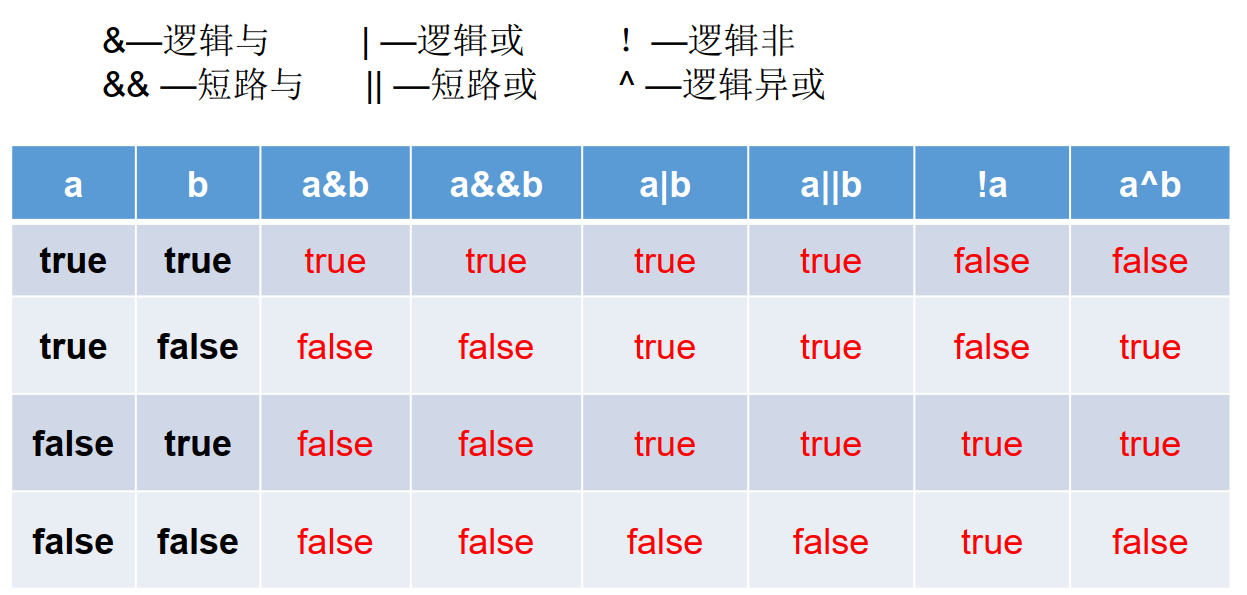 &—逻辑与 | —逻辑或 ！—逻辑非
&& —短路与 || —短路或 ^ —逻辑异或
a b a&b a&&b a|b a||b !a a^b
true true true true true true false false
true false false false true true false true
false true false false true true true true
false false false false false false true false